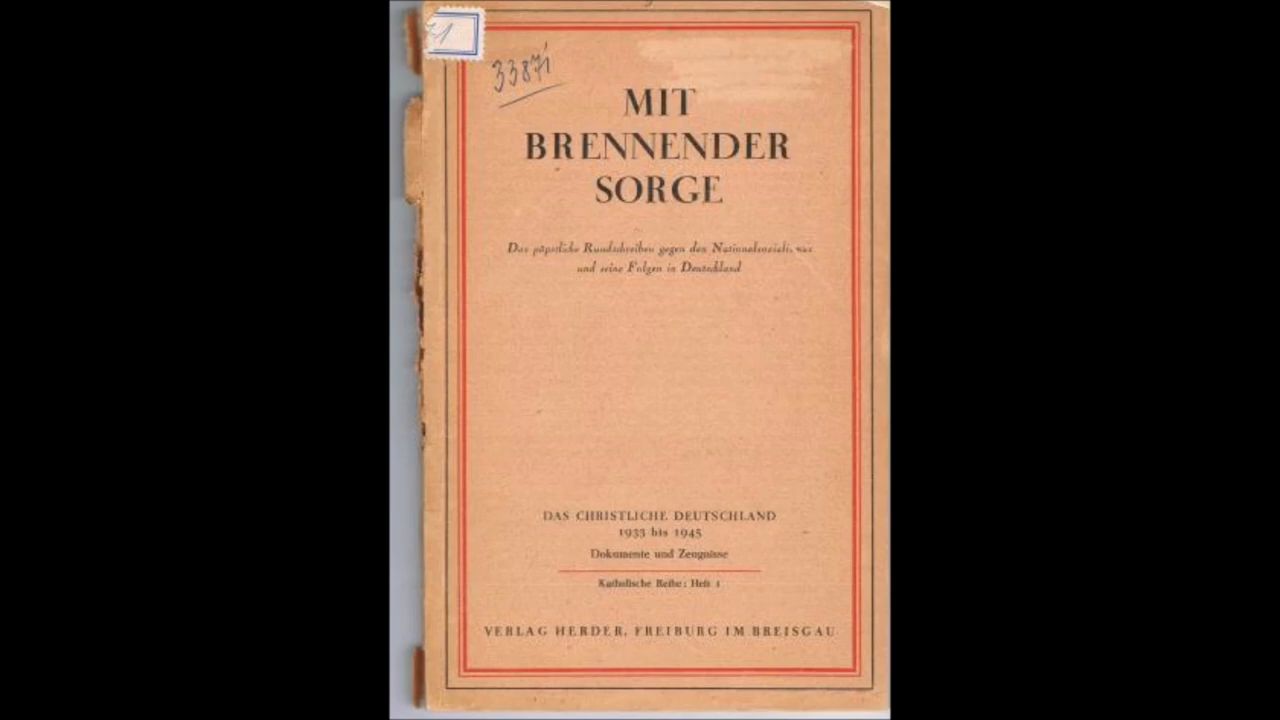 71
33871
MIT
BRENNENDER
SORGE
Das päpstliche Rundschreiben gegen den Nationalsozialismus
und seine Folgen in Deutschland
DAS CHRISTLICHE DEUTSCHLAND
1933 bis 1945
Dokumente und Zeugnisse
Katholische Reihe: Heft 1
VERLAG HERDER, FREIBURG IM BREISGAU